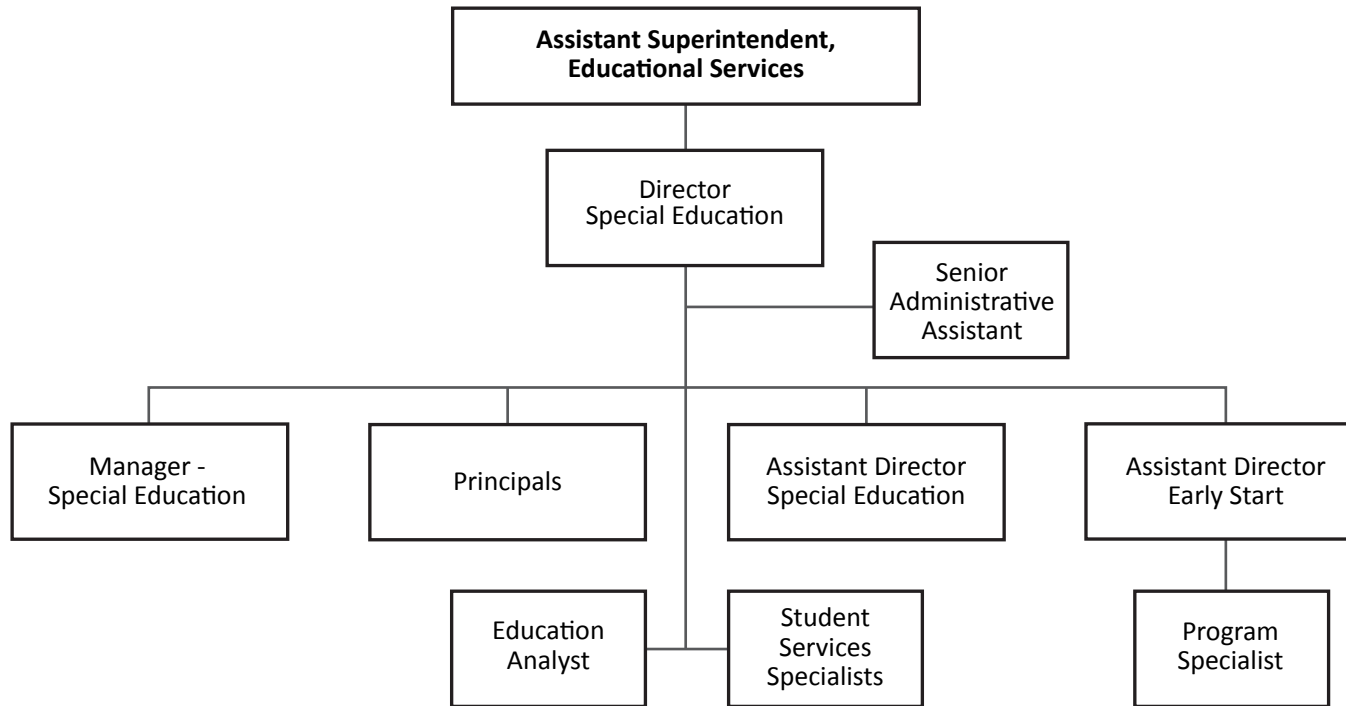 Assistant Superintendent,
Educational Services
Director
Special Education
Senior
Administrative
Assistant
Manager -
Special Education
Principals
Assistant Director
Special Education
Assistant Director
Early Start
Education
Analyst
Student
Services
Specialists
Program
Specialist